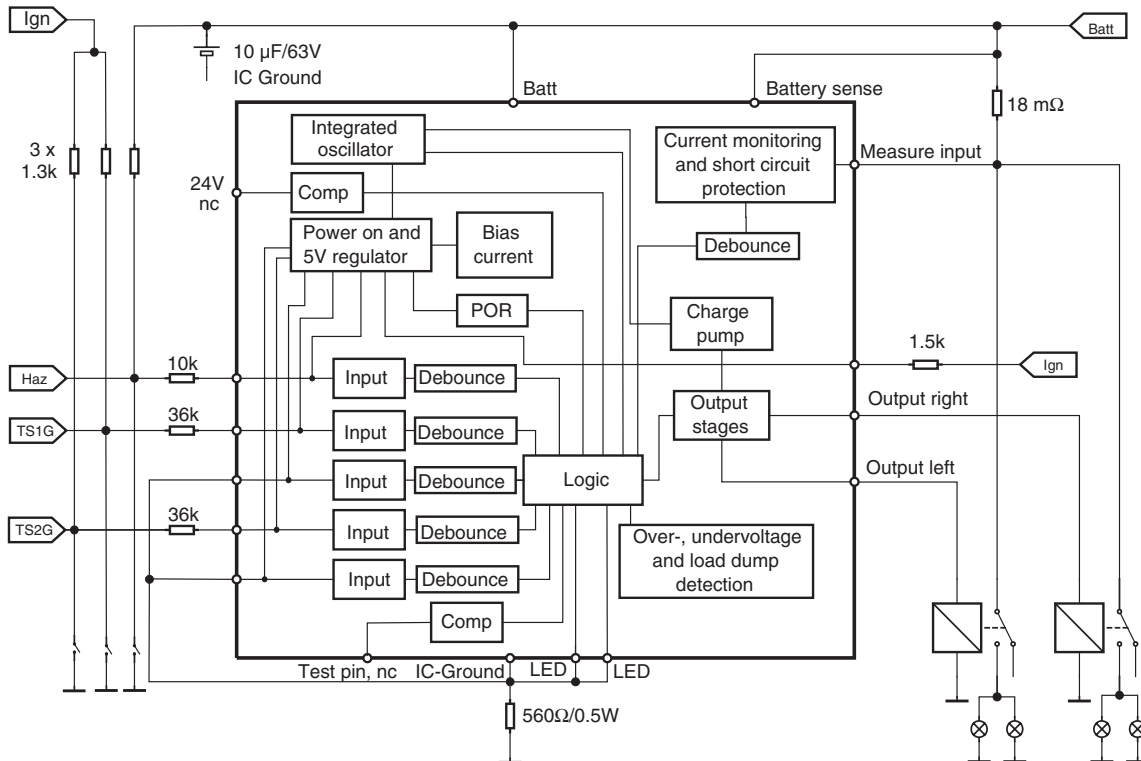 Ign
10 µF/63V
IC Ground
Batt
Batt
Battery sense
18 mΩ
3 x
1.3k
Integrated
oscillator
Current monitoring
and short circuit
protection
Measure input
24V
nc
Comp
Power on and
5V regulator
Bias
current
Debounce
POR
Charge
pump
1.5k
Ign
Haz
10k
Input
Debounce
Output
stages
Output right
TS1G
36k
Input
Debounce
Input
Debounce
Logic
Output left
TS2G
36k
Input
Debounce
Over-, undervoltage
and load dump
detection
Input
Debounce
Comp
Test pin, nc
IC-Ground
LED
LED
560Ω/0.5W